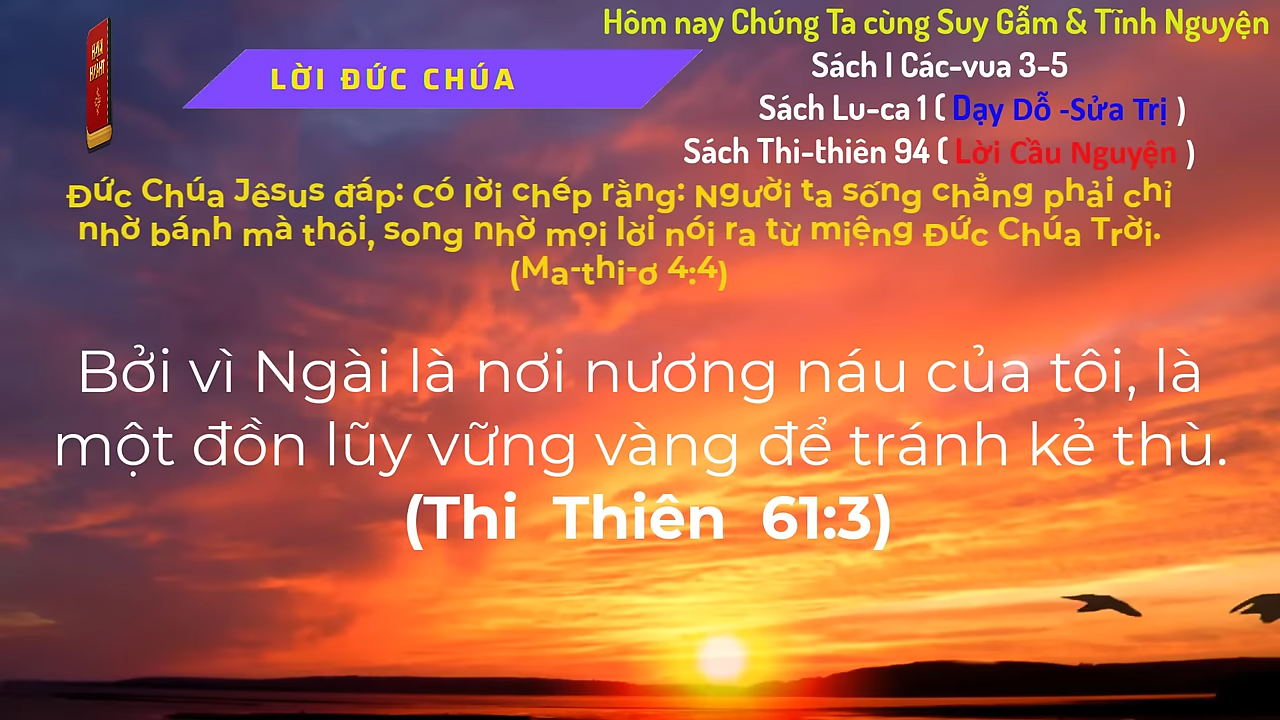 Hôm nay Chúng Ta cùng Suy Gẫm & Tĩnh Nguyện
LỜI ĐỨC CHÚA
Sách I Các-vua 3-5
Sách Lu-ca 1 ( Dạy Dỗ -Sửa Trị )
Sách Thi-thiên 94 ( Lời Cầu Nguyện )
Đức Chúa Jêsus đáp: Có lời chép rằng: Người ta sống chẳng phải chỉ
nhờ bánh mà thôi, song nhờ mọi lời nói ra từ miệng Đức Chúa Trời.
(Ma-thi-ơ 4:4)
Bởi vì Ngài là nơi nương náu của tôi, là
một đồn lũy vững vàng để tránh kẻ thù.
(Thi Thiên 61:3)